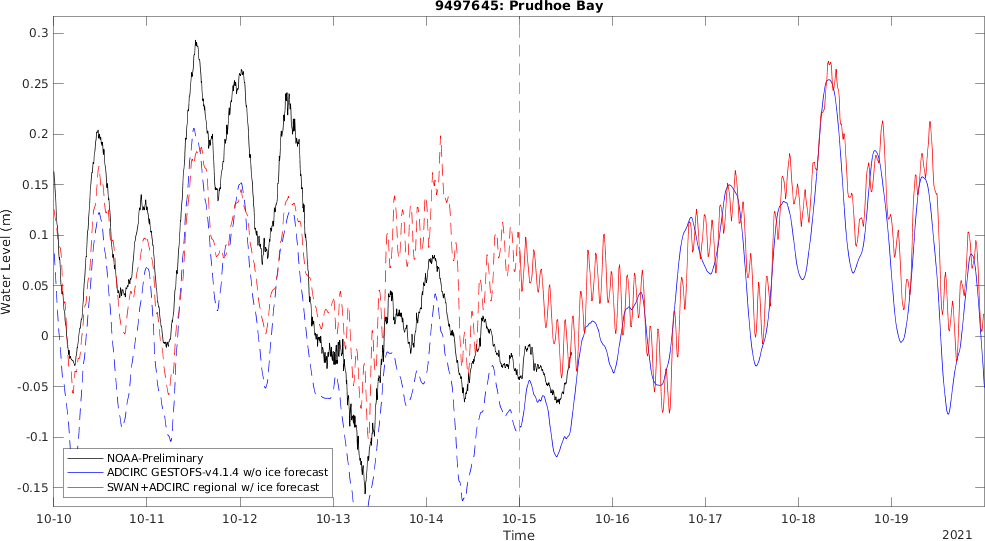 9497645: Prudhoe Bay
0.3
0.25
0.2
0.15
0.1
0.05
0
-0.05
-0.1
-0.15
Water Level (m)
NOAA-Preliminary
ADCIRC GESTOFS-v4.1.4 w/o ice forecast
SWAN+ADCIRC regional w/ ice forecast
10-10 10-11 10-12 10-13 10-14 10-15 10-16 10-17 10-18 10-19
Time
2021